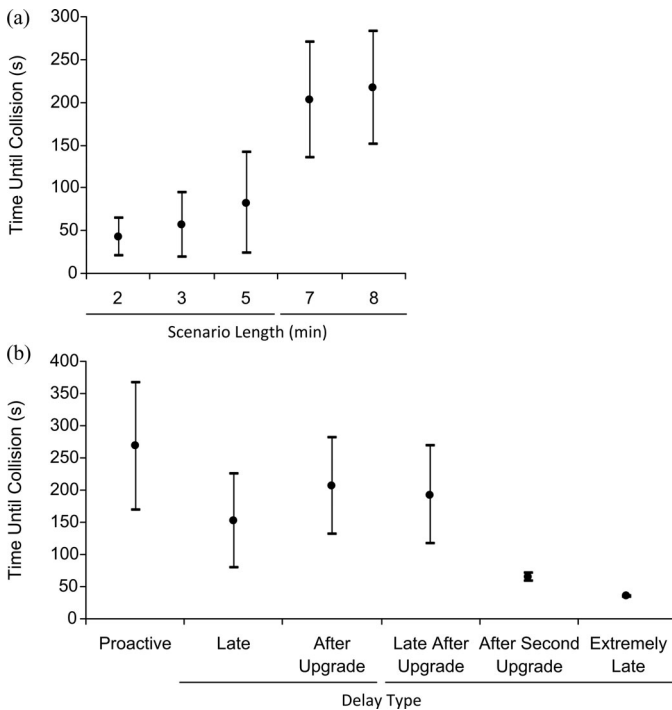 (a)
Time Until Collision (s)
300
250
200
150
100
50
0
2 3 5 7 8
Scenario Length (min)
(b)
Time Until Collision (s)
400
350
300
250
200
150
100
50
0
Proactive Late After Upgrade Late After Upgrade After Second Upgrade Extremely Late
Delay Type